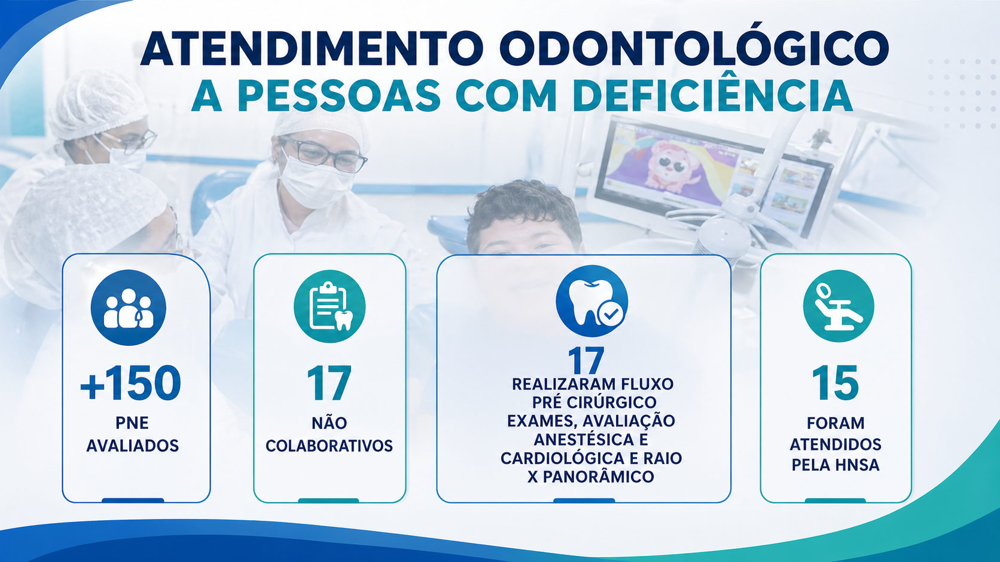 ATENDIMENTO ODONTOLÓGICO
A PESSOAS COM DEFICIÊNCIA
+150
PNE
AVALIADOS
17
NÃO
COLABORATIVOS
17
REALIZARAM FLUXO
PRÉ CIRÚRGICO
EXAMES, AVALIAÇÃO
ANESTÉSICA E
CARDIOLÓGICA E RAIO
X PANORÂMICO
15
FORAM
ATENDIDOS
PELA HNSA